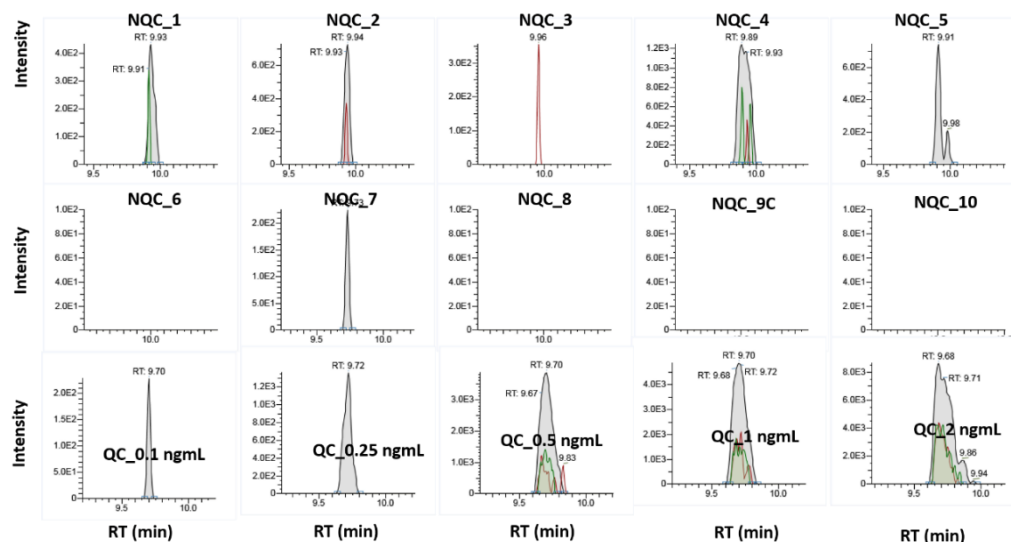 Intensity
NQC_1
RT: 9.93
RT: 9.91
4.0E2
3.0E2
2.0E2
1.0E2
0
9.5
10.0
NQC_2
RT: 9.94
RT: 9.93
6.0E2
4.0E2
2.0E2
0
9.5
10.0
NQC_3
9.96
3.0E2
2.0E2
1.0E2
0
10.0
NQC_4
RT: 9.89
RT: 9.93
1.2E3
1.0E3
8.0E2
6.0E2
4.0E2
2.0E2
0
9.5
10.0
NQC_5
RT: 9.91
9.98
6.0E2
4.0E2
2.0E2
0
9.5
10.0
Intensity
NQC_6
1.0E2
8.0E1
6.0E1
4.0E1
2.0E1
0
10.0
NQC_7
2.0E2
1.5E2
1.0E2
5.0E1
0
9.5
10.0
NQC_8
1.0E2
8.0E1
6.0E1
4.0E1
2.0E1
0
10.0
NQC_9C
1.0E2
8.0E1
6.0E1
4.0E1
2.0E1
0
NQC_10
1.0E2
8.0E1
6.0E1
4.0E1
2.0E1
0
10.0
Intensity
RT: 9.70
2.0E2
1.5E2
1.0E2
5.0E1
0
QC_0.1 ngmL
9.5
10.0
RT: 9.72
1.2E3
1.0E3
8.0E2
6.0E2
4.0E2
2.0E2
0
QC_0.25 ngmL
9.5
10.0
RT: 9.70
RT: 9.67
3.0E3
2.0E3
1.0E3
0
QC_0.5 ngmL
9.83
9.5
10.0
RT: 9.70
RT: 9.68
RT: 9.72
4.0E3
3.0E3
2.0E3
1.0E3
0
QC_1 ngmL
9.5
10.0
RT: 9.68
RT: 9.71
8.0E3
6.0E3
4.0E3
2.0E3
0
QC_2 ngmL
9.86
9.94
9.5
10.0
RT (min)
RT (min)
RT (min)
RT (min)
RT (min)